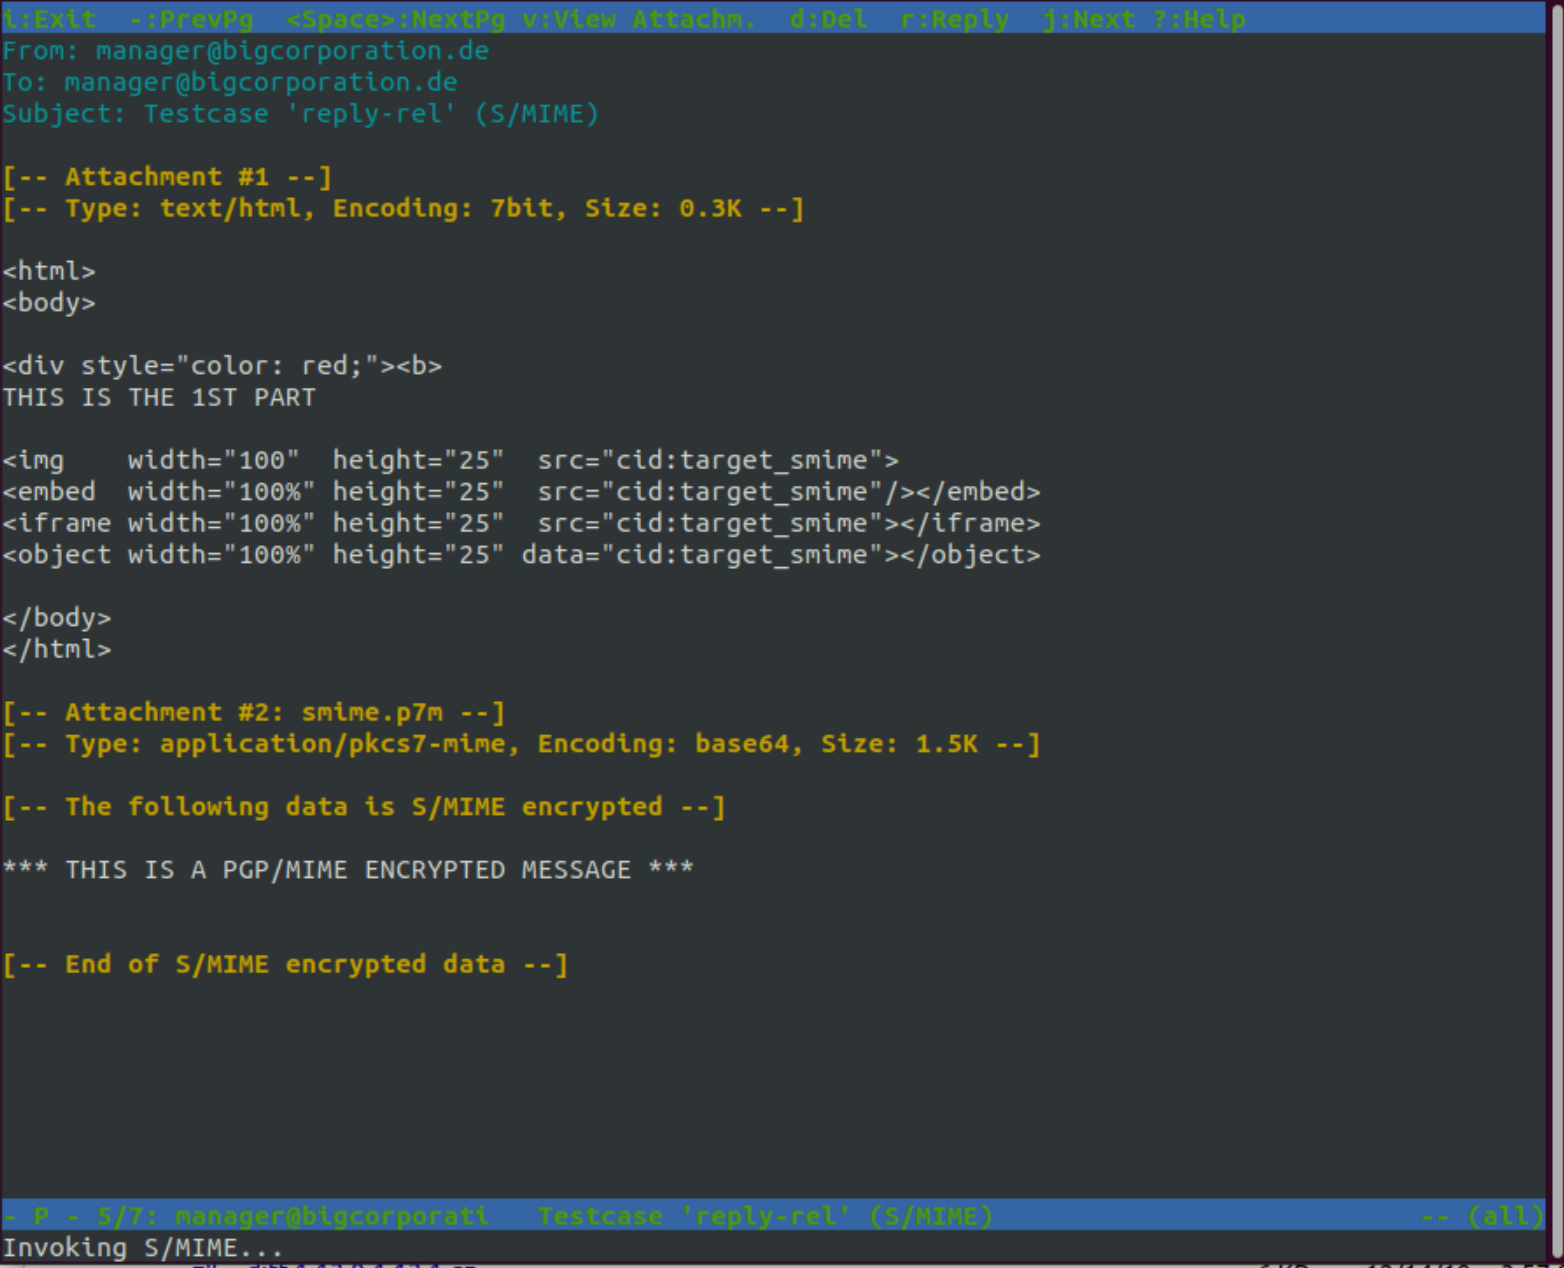 i:Exit  -:PrevPg  <Space>:NextPg v:View Attachm.  d:Del  r:Reply  j:Next ?:Help
From: manager@bigcorporation.de
To: manager@bigcorporation.de
Subject: Testcase 'reply-rel' (S/MIME)
[-- Attachment #1 --]
[-- Type: text/html, Encoding: 7bit, Size: 0.3K --]
<html>
<body>
<div style="color: red;"><b>
THIS IS THE 1ST PART
<img    width="100"  height="25"  src="cid:target_smime">
<embed  width="100%" height="25"  src="cid:target_smime"/></embed>
<iframe width="100%" height="25"  src="cid:target_smime"></iframe>
<object width="100%" height="25" data="cid:target_smime"></object>
</body>
</html>
[-- Attachment #2: smime.p7m --]
[-- Type: application/pkcs7-mime, Encoding: base64, Size: 1.5K --]
[-- The following data is S/MIME encrypted --]
*** THIS IS A PGP/MIME ENCRYPTED MESSAGE ***
[-- End of S/MIME encrypted data --]
- P - 5/7: manager@bigcorporati   Testcase 'reply-rel' (S/MIME)                           -- (all)
Invoking S/MIME...